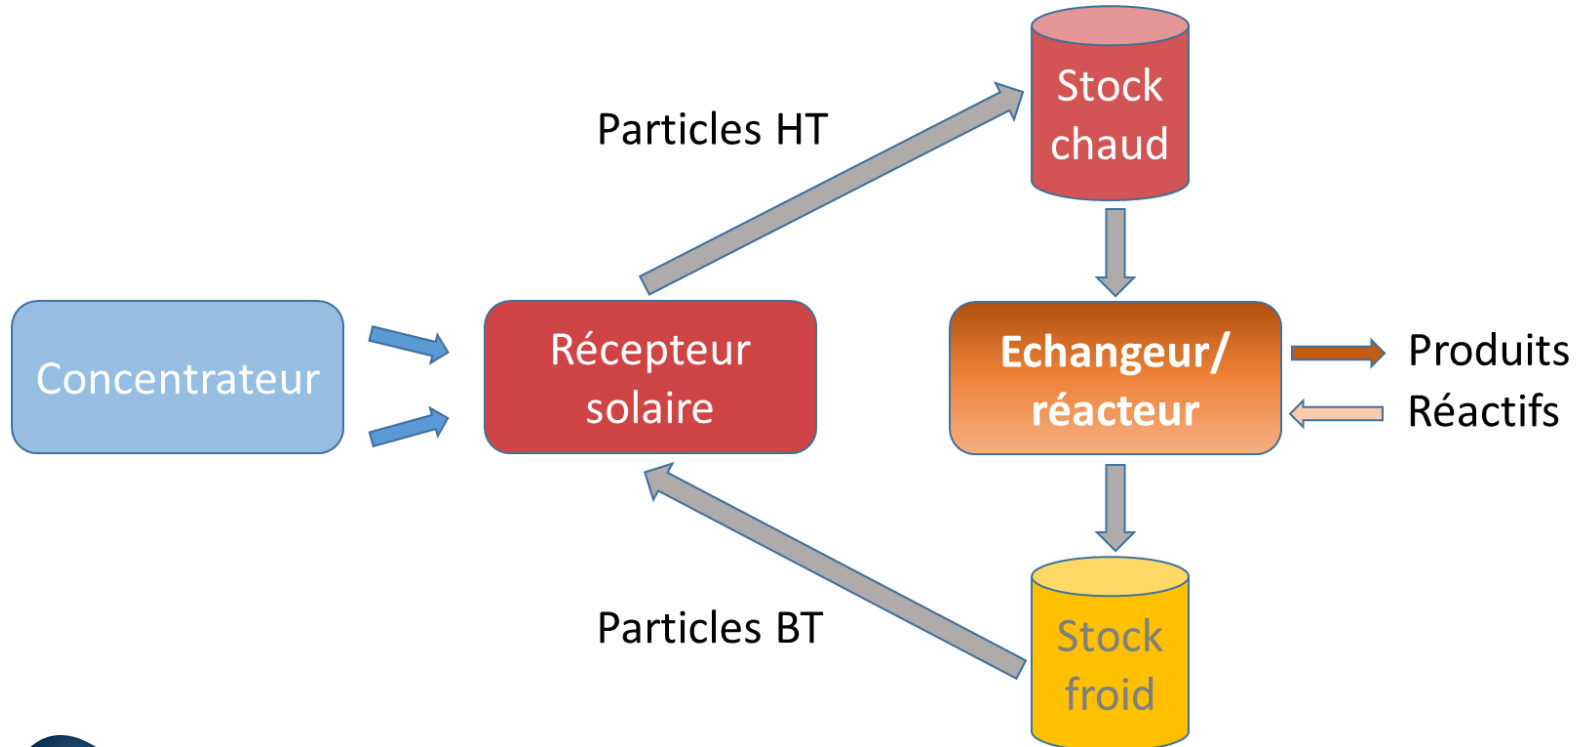 Stock
chaud
Particles HT
Concentrateur
Récepteur
solaire
Echangeur/
réacteur
Produits
Réactifs
Particles BT
Stock
froid